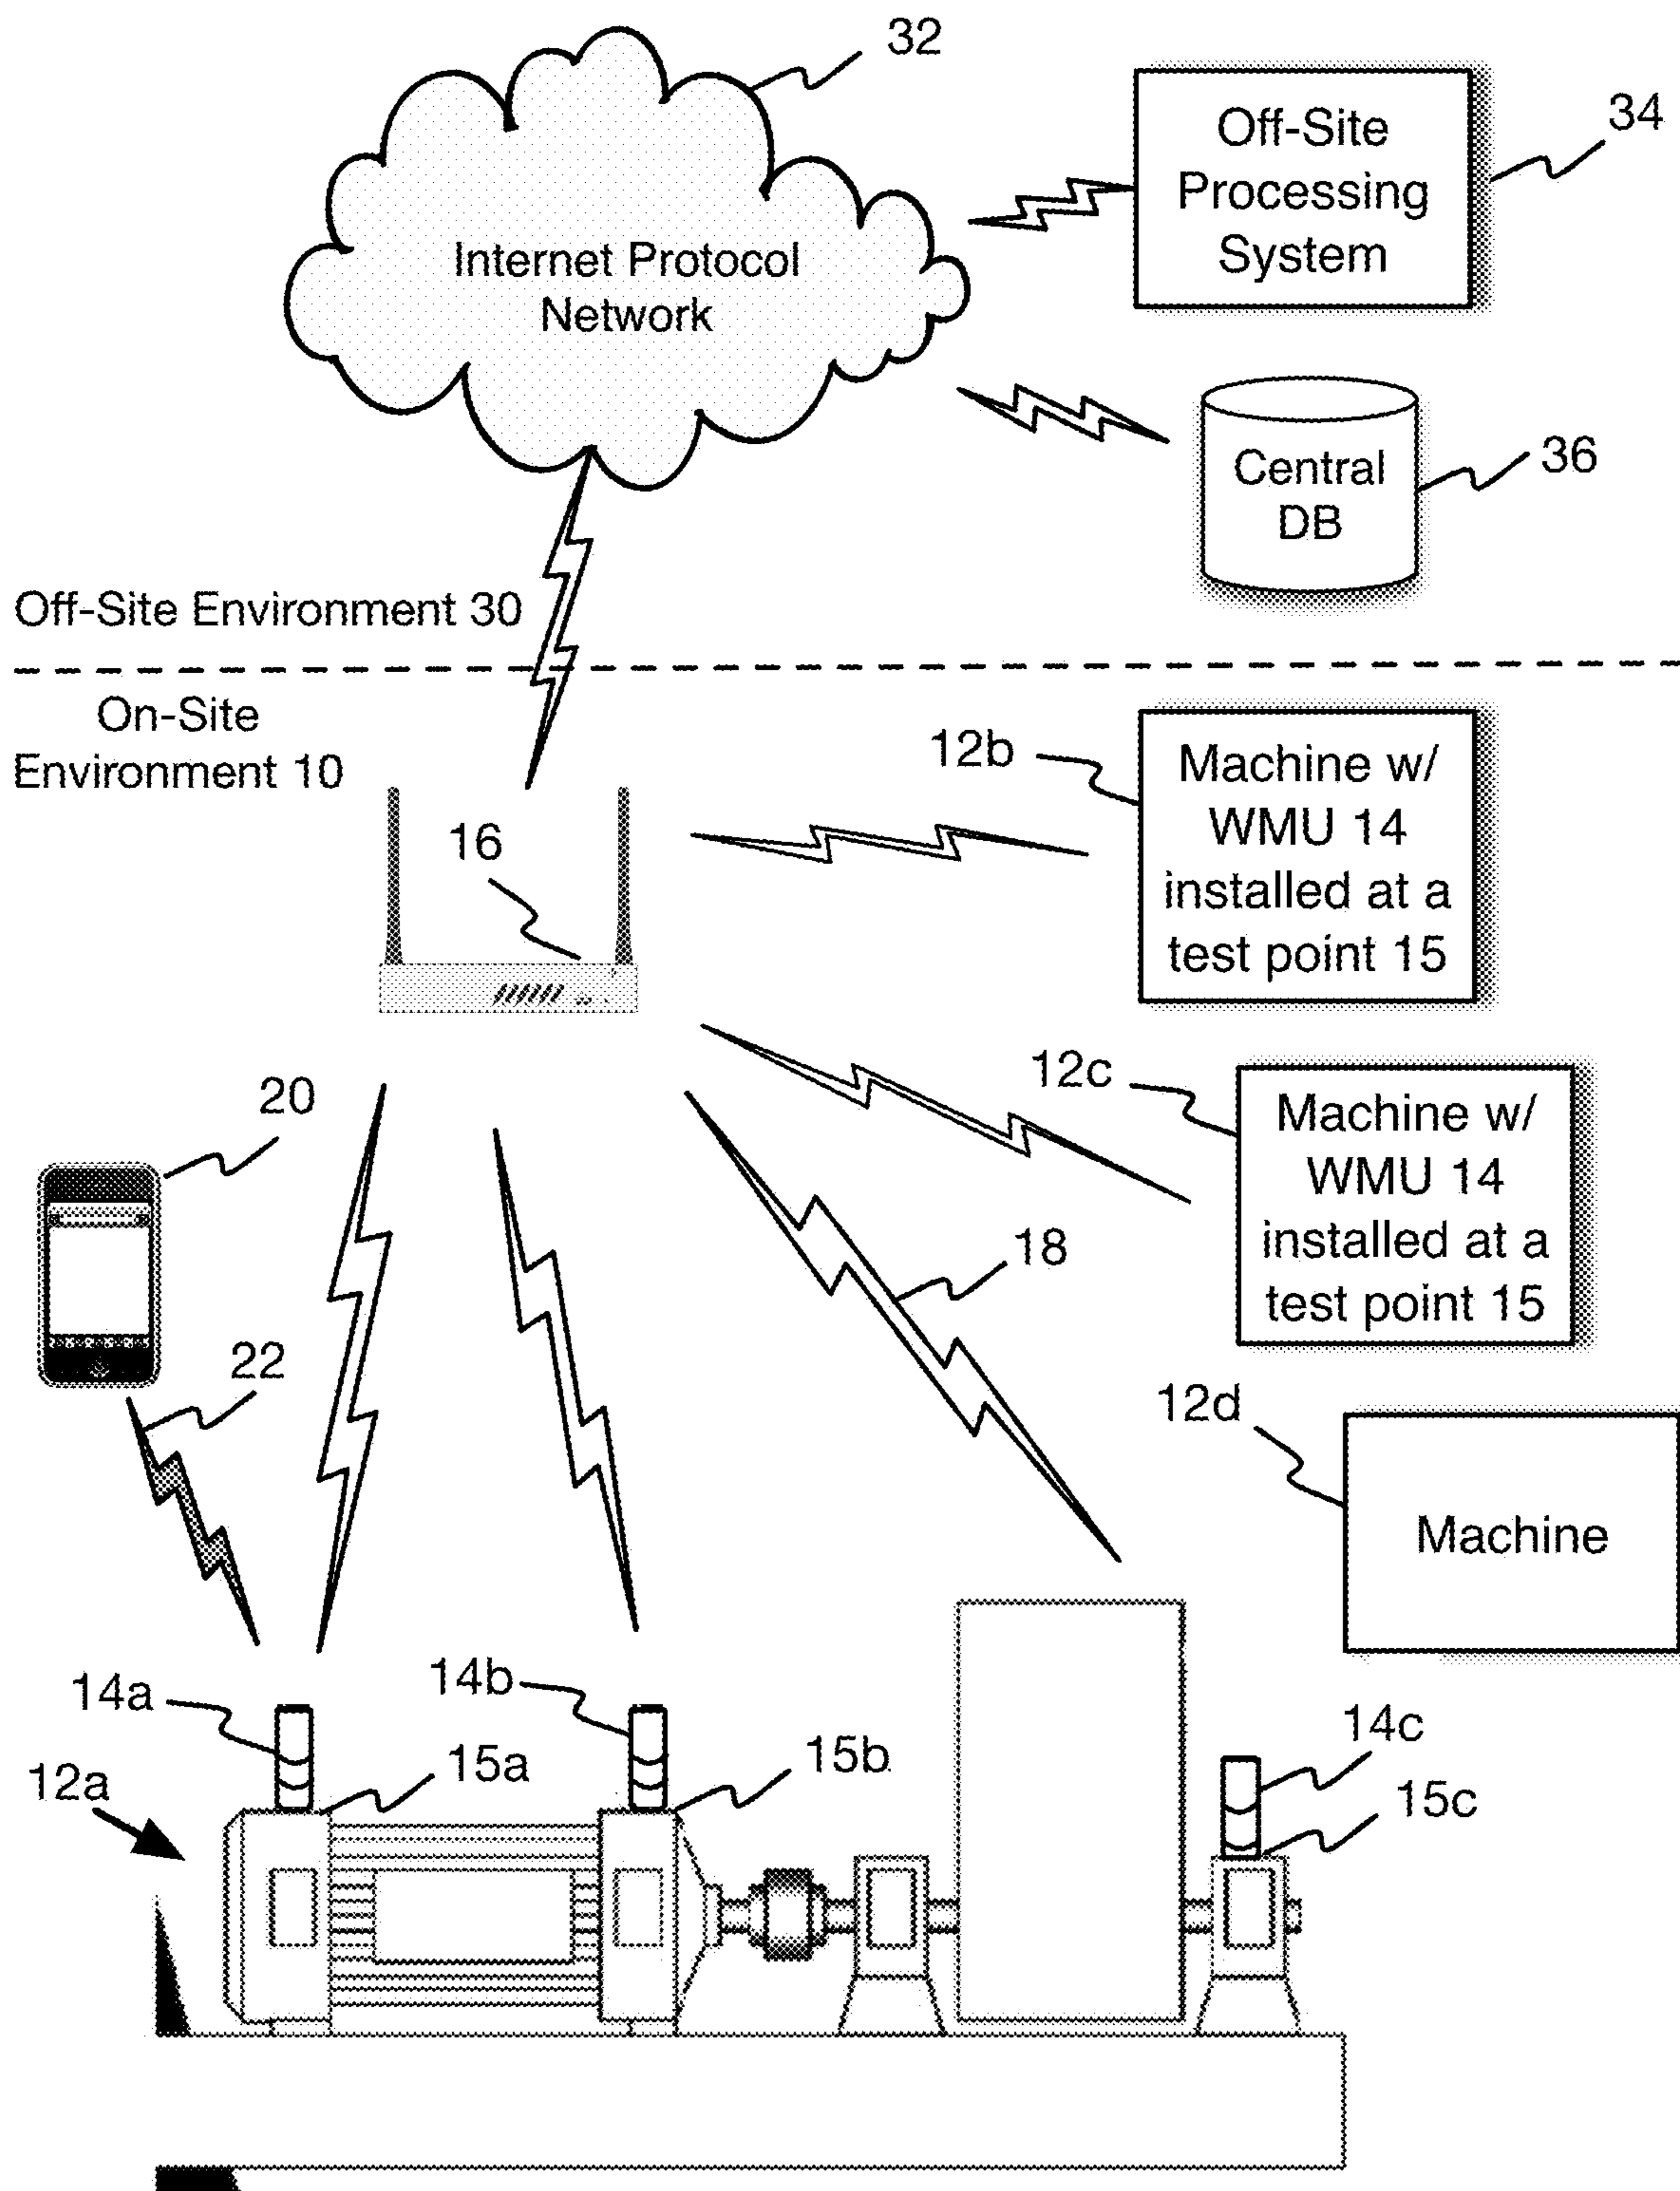 32
34
Off-Site
Processing
System
Internet Protocol
Network
Central
DB
36
Off-Site Environment 30
On-Site
Environment 10
12b
Machine w/
WMU 14
installed at a
test point 15
16
12c
Machine w/
WMU 14
installed at a
test point 15
20
18
22
12d
Machine
14a
14b
14c
15a
15b
12a
15c